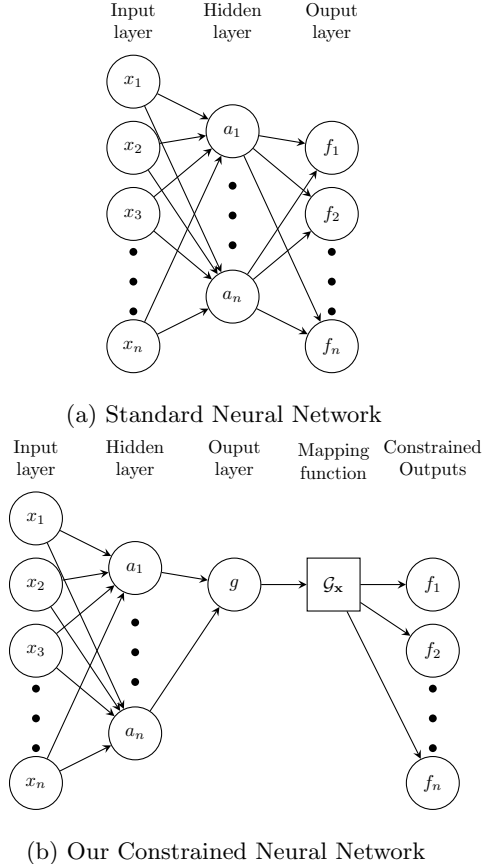 Input Hidden Ouput
layer layer layer
x₁
x₂
x₃
xₙ
a₁
aₙ
f₁
f₂
fₙ
(a) Standard Neural Network
Input Hidden Ouput Mapping Constrained
layer layer layer function Outputs
x₁
x₂
x₃
xₙ
a₁
aₙ
g
𝒢ₓ
f₁
f₂
fₙ
(b) Our Constrained Neural Network